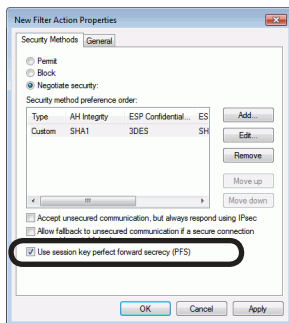 New Filter Action Properties
Security Methods General
Permit
Block
Negotiate security:
Security method preference order:
Type AH Integrity ESP Confidential... ES
Custom SHA1 3DES SH
Add...
Edit...
Remove
Move up
Move down
Accept unsecured communication, but always respond using IPsec
Allow fallback to unsecured communication if a secure connection
Use session key perfect forward secrecy (PFS)
OK Cancel Apply